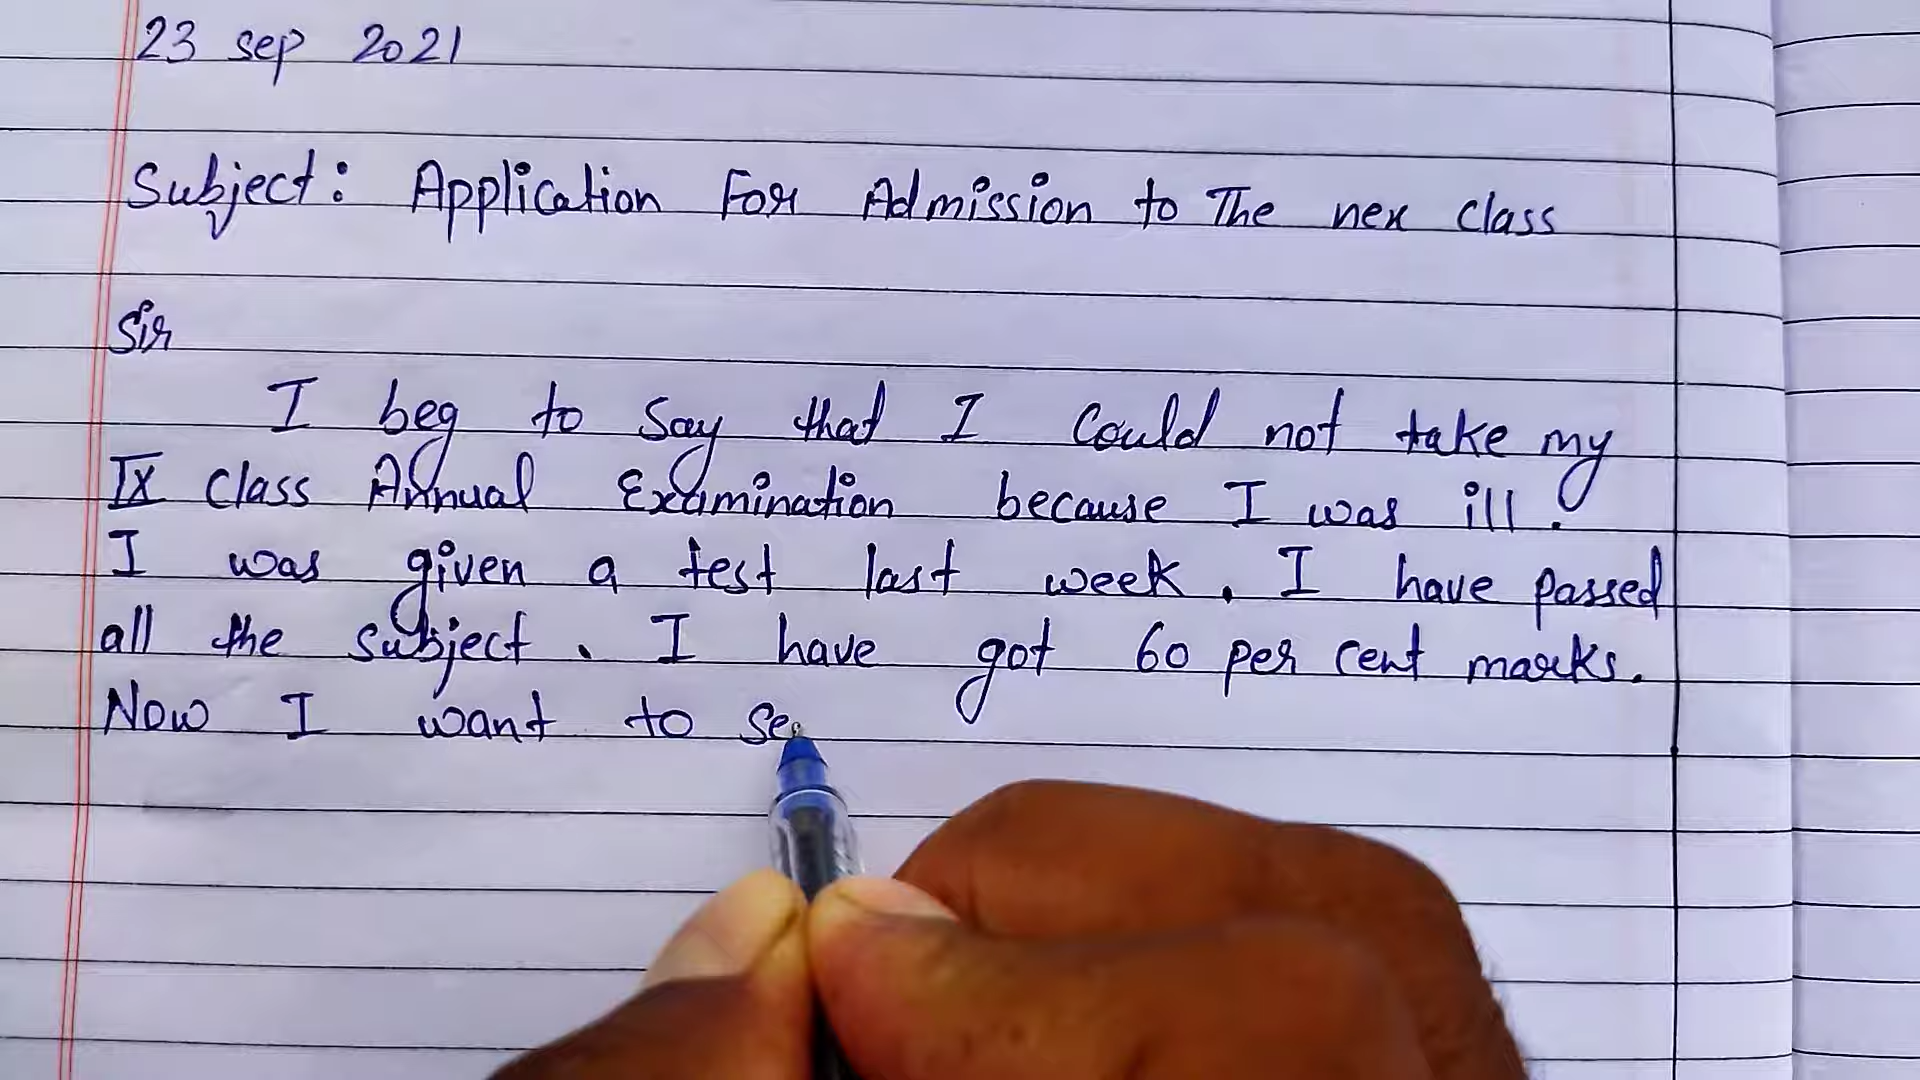 23 sep 2021
Subject: Application For Admission to The nex class
Sir
I beg to say that I could not take my
IX class Annual Examination because I was ill.
I was given a test last week. I have passed
all the subject. I have got 60 per cent marks.
Now I want to se